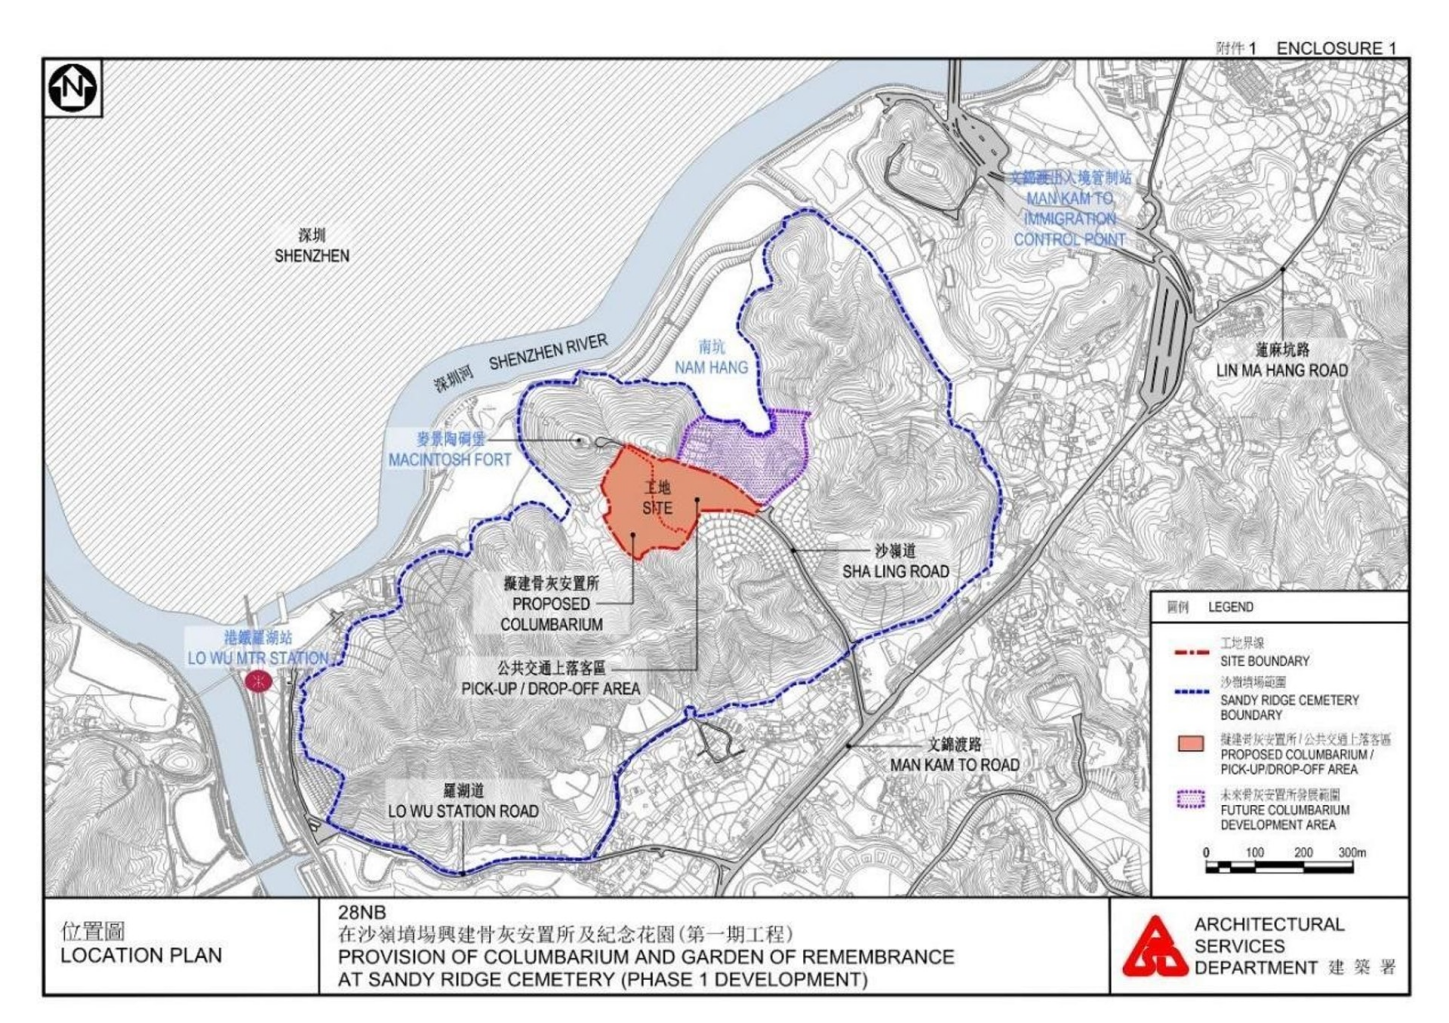 附件 1 ENCLOSURE 1
N
深圳
SHENZHEN
文錦渡出入境管制站
MAN KAM TO
IMMIGRATION
CONTROL POINT
深圳河 SHENZHEN RIVER
南坑
NAM HANG
蓮麻坑路
LIN MA HANG ROAD
麥景陶碉堡
MACINTOSH FORT
工地
SITE
沙嶺道
SHA LING ROAD
擬建骨灰安置所
PROPOSED
COLUMBARIUM
港鐵羅湖站
LO WU MTR STATION
公共交通上落客區
PICK-UP / DROP-OFF AREA
文錦渡路
MAN KAM TO ROAD
羅湖道
LO WU STATION ROAD
圖例 LEGEND
工地界線
SITE BOUNDARY
沙嶺墳場範圍
SANDY RIDGE CEMETERY
BOUNDARY
擬建骨灰安置所/公共交通上落客區
PROPOSED COLUMBARIUM /
PICK-UP/DROP-OFF AREA
未來骨灰安置所發展範圍
FUTURE COLUMBARIUM
DEVELOPMENT AREA
0 100 200 300m
位置圖
LOCATION PLAN
28NB
在沙嶺墳場興建骨灰安置所及紀念花園(第一期工程)
PROVISION OF COLUMBARIUM AND GARDEN OF REMEMBRANCE
AT SANDY RIDGE CEMETERY (PHASE 1 DEVELOPMENT)
ARCHITECTURAL
SERVICES
DEPARTMENT 建築署